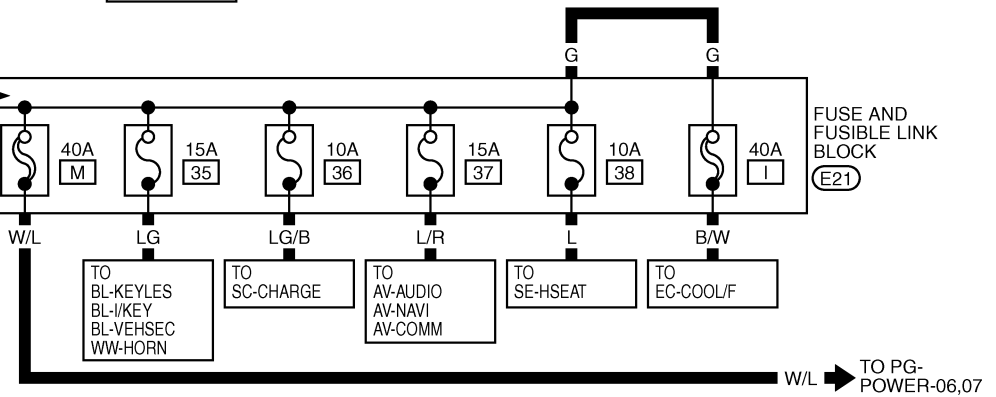 G G
FUSE AND
FUSIBLE LINK
BLOCK
E21
40A 15A 10A 15A 10A 40A
M 35 36 37 38 I
W/L LG LG/B L/R L B/W
TO
BL-KEYLES
BL-I/KEY
BL-VEHSEC
WW-HORN
TO
SC-CHARGE
TO
AV-AUDIO
AV-NAVI
AV-COMM
TO
SE-HSEAT
TO
EC-COOL/F
W/L
TO PG-
POWER-06,07